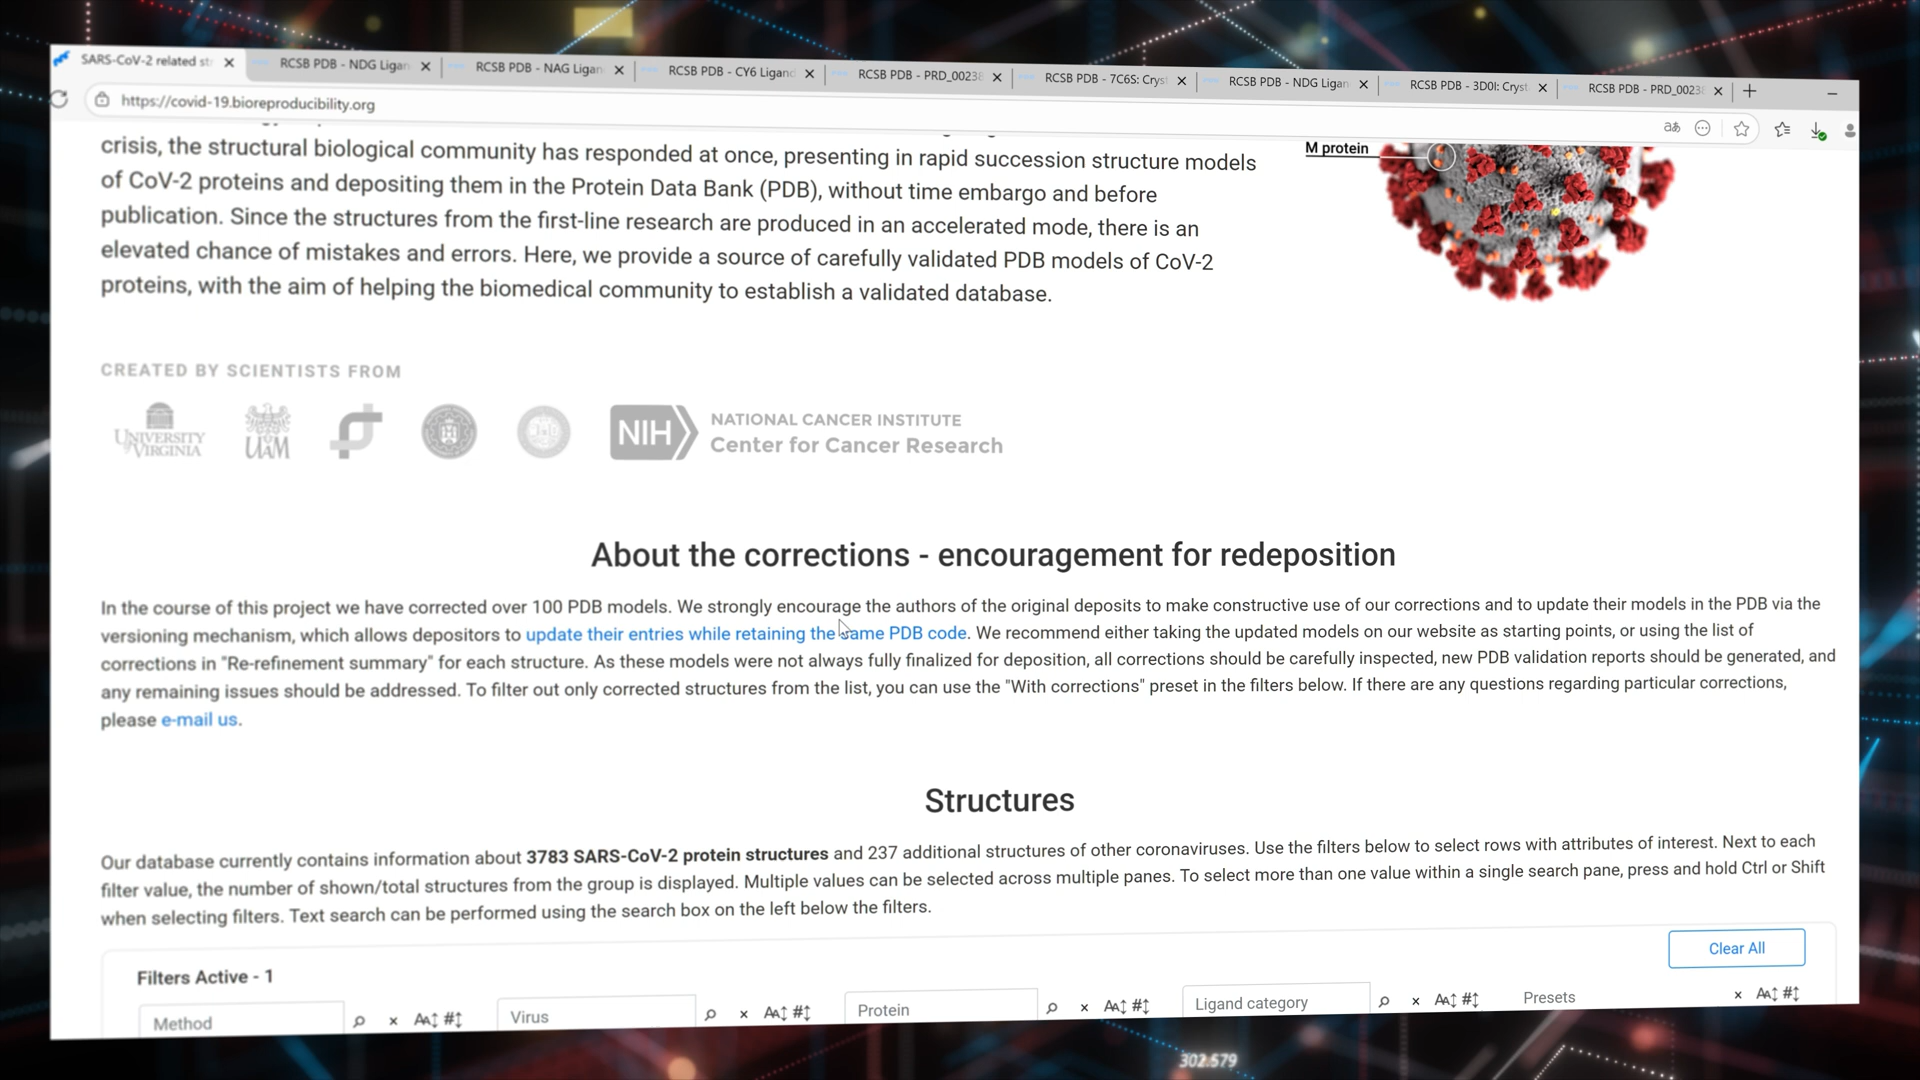 SARS-CoV-2 related st
RCSB PDB - NDG Ligan
RCSB PDB - NAG Ligan
RCSB PDB - CY6 Ligand
RCSB PDB - PRD_00238
RCSB PDB - 7C6S: Cryst
RCSB PDB - NDG Ligan
RCSB PDB - 3D0I: Cryst
RCSB PDB - PRD_0023
https://covid-19.bioreproducibility.org
crisis, the structural biological community has responded at once, presenting in rapid succession structure models
of CoV-2 proteins and depositing them in the Protein Data Bank (PDB), without time embargo and before
publication. Since the structures from the first-line research are produced in an accelerated mode, there is an
elevated chance of mistakes and errors. Here, we provide a source of carefully validated PDB models of CoV-2
proteins, with the aim of helping the biomedical community to establish a validated database.
M protein
CREATED BY SCIENTISTS FROM
UNIVERSITY of VIRGINIA
UAM
NIH
NATIONAL CANCER INSTITUTE
Center for Cancer Research
About the corrections - encouragement for redeposition
In the course of this project we have corrected over 100 PDB models. We strongly encourage the authors of the original deposits to make constructive use of our corrections and to update their models in the PDB via the
versioning mechanism, which allows depositors to update their entries while retaining the same PDB code. We recommend either taking the updated models on our website as starting points, or using the list of
corrections in "Re-refinement summary" for each structure. As these models were not always fully finalized for deposition, all corrections should be carefully inspected, new PDB validation reports should be generated, and
any remaining issues should be addressed. To filter out only corrected structures from the list, you can use the "With corrections" preset in the filters below. If there are any questions regarding particular corrections,
please e-mail us.
Structures
Our database currently contains information about 3783 SARS-CoV-2 protein structures and 237 additional structures of other coronaviruses. Use the filters below to select rows with attributes of interest. Next to each
filter value, the number of shown/total structures from the group is displayed. Multiple values can be selected across multiple panes. To select more than one value within a single search pane, press and hold Ctrl or Shift
when selecting filters. Text search can be performed using the search box on the left below the filters.
Clear All
Filters Active - 1
Method
Virus
Protein
Ligand category
Presets
302.579